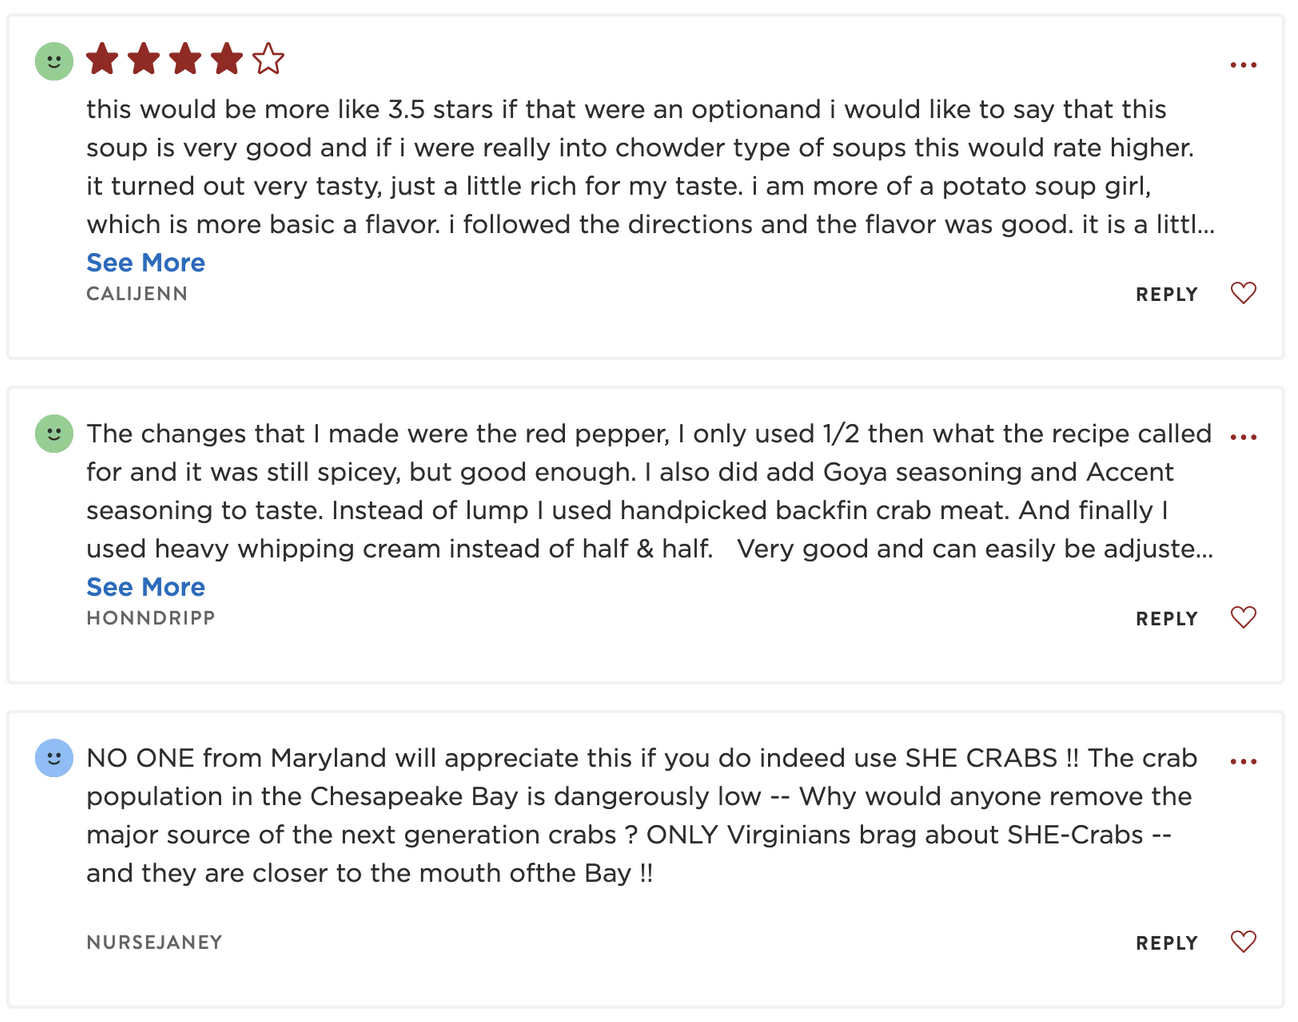 this would be more like 3.5 stars if that were an optionand i would like to say that this
soup is very good and if i were really into chowder type of soups this would rate higher.
it turned out very tasty, just a little rich for my taste. i am more of a potato soup girl,
which is more basic a flavor. i followed the directions and the flavor was good. it is a littl...
See More
CALIJENN
REPLY
The changes that I made were the red pepper, I only used 1/2 then what the recipe called
for and it was still spicey, but good enough. I also did add Goya seasoning and Accent
seasoning to taste. Instead of lump I used handpicked backfin crab meat. And finally I
used heavy whipping cream instead of half & half.   Very good and can easily be adjuste...
See More
HONNDRIPP
REPLY
NO ONE from Maryland will appreciate this if you do indeed use SHE CRABS !! The crab
population in the Chesapeake Bay is dangerously low -- Why would anyone remove the
major source of the next generation crabs ? ONLY Virginians brag about SHE-Crabs --
and they are closer to the mouth ofthe Bay !!
NURSEJANEY
REPLY